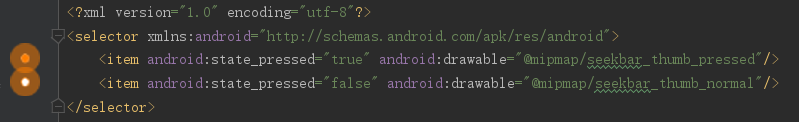 <?xml version="1.0" encoding="utf-8"?>
<selector xmlns:android="http://schemas.android.com/apk/res/android">
<item android:state_pressed="true" android:drawable="@mipmap/seekbar_thumb_pressed"/>
<item android:state_pressed="false" android:drawable="@mipmap/seekbar_thumb_normal"/>
</selector>